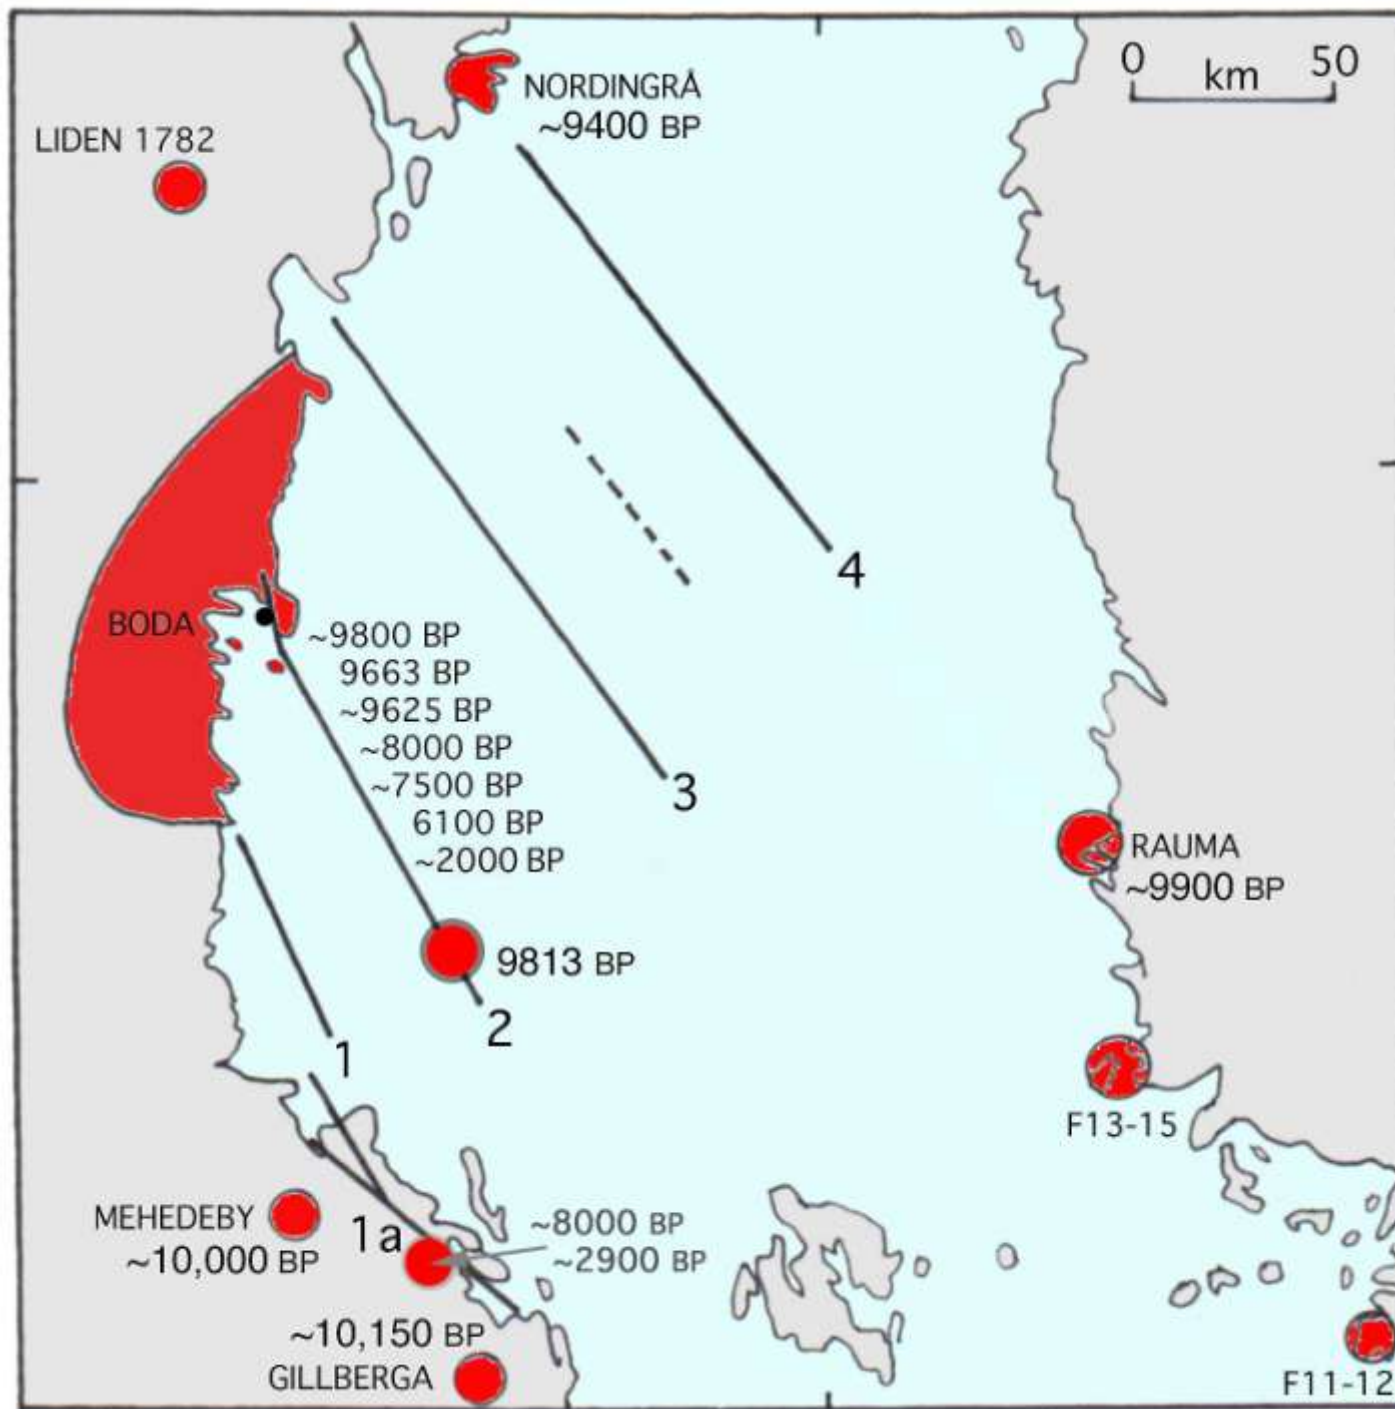 0 50
km
NORDINGRÅ
~9400 BP
LIDEN 1782
4
BODA
~9800 BP
9663 BP
~9625 BP
~8000 BP
~7500 BP
6100 BP
~2000 BP
3
RAUMA
~9900 BP
9813 BP
2
1
F13-15
MEHEDEBY
~10,000 BP
1a
~8000 BP
~2900 BP
~10,150 BP
GILLBERGA
F11-12